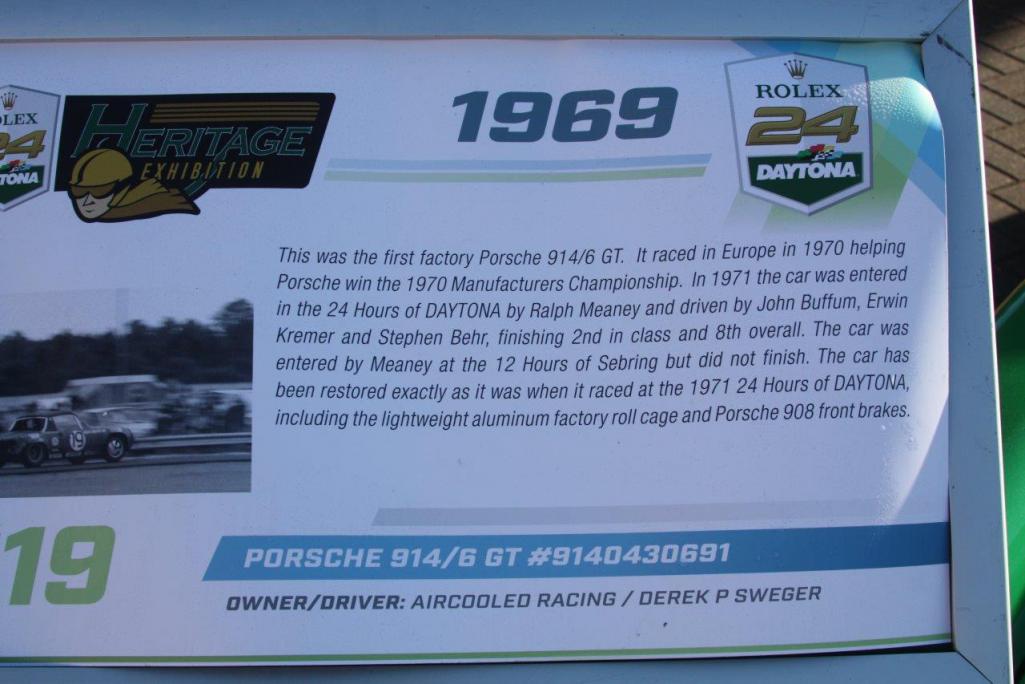 OLEX
24
TONA
HERITAGE
EXHIBITION
1969
ROLEX
24
DAYTONA
This was the first factory Porsche 914/6 GT. It raced in Europe in 1970 helping
Porsche win the 1970 Manufacturers Championship. In 1971 the car was entered
in the 24 Hours of DAYTONA by Ralph Meaney and driven by John Buffum, Erwin
Kremer and Stephen Behr, finishing 2nd in class and 8th overall. The car was
entered by Meaney at the 12 Hours of Sebring but did not finish. The car has
been restored exactly as it was when it raced at the 1971 24 Hours of DAYTONA,
including the lightweight aluminum factory roll cage and Porsche 908 front brakes.
19
19
PORSCHE 914/6 GT #9140430691
OWNER/DRIVER: AIRCOOLED RACING / DEREK P SWEGER